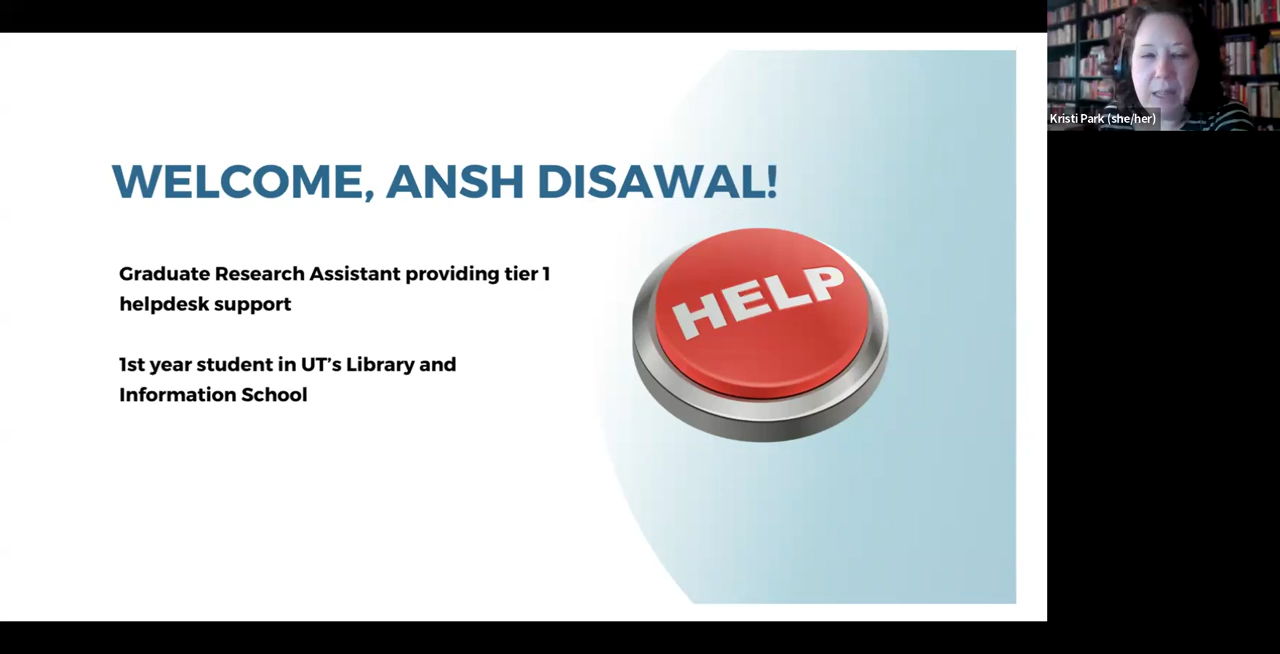 WELCOME, ANSH DISAWAL!
Graduate Research Assistant providing tier 1
helpdesk support
1st year student in UT’s Library and
Information School
HELP
Kristi Park (she/her)